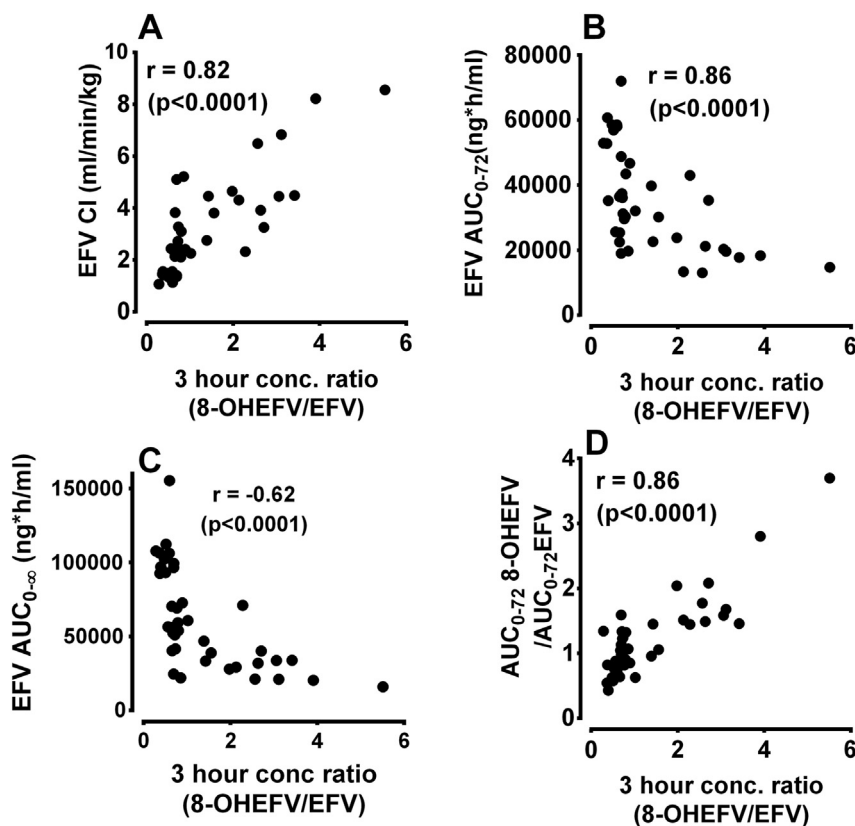 A
r = 0.82
(p<0.0001)
EFV Cl (ml/min/kg)
10
8
6
4
2
0
0 2 4 6
3 hour conc. ratio
(8-OHEFV/EFV)
B
r = 0.86
(p<0.0001)
EFV AUC0-72(ng*h/ml)
80000
60000
40000
20000
0
0 2 4 6
3 hour conc. ratio
(8-OHEFV/EFV)
C
r = -0.62
(p<0.0001)
EFV AUC0-∞ (ng*h/ml)
150000
100000
50000
0
0 2 4 6
3 hour conc ratio
(8-OHEFV/EFV)
D
r = 0.86
(p<0.0001)
AUC0-72 8-OHEFV
/AUC0-72EFV
4
3
2
1
0
0 2 4 6
3 hour conc. ratio
(8-OHEFV/EFV)